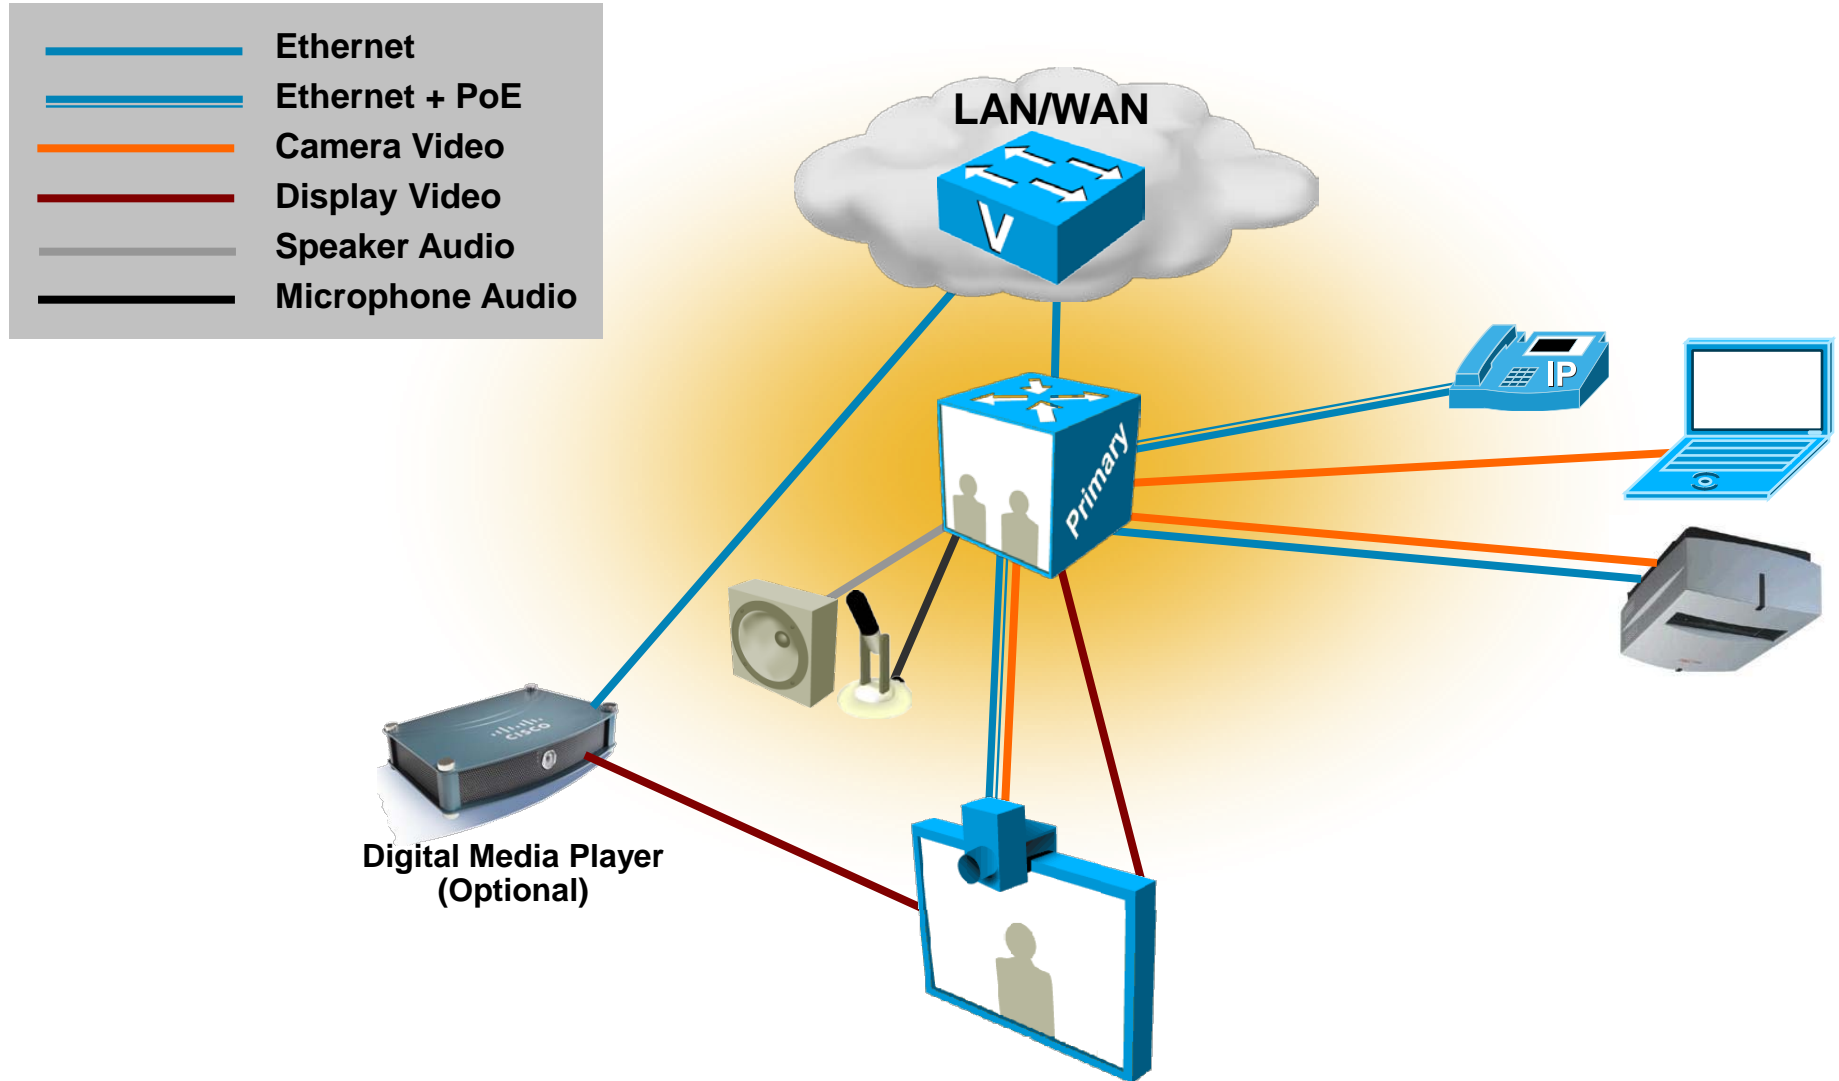 Ethernet
Ethernet + PoE
Camera Video
Display Video
Speaker Audio
Microphone Audio
LAN/WAN
V
IP
Primary
CISCO
Digital Media Player
(Optional)